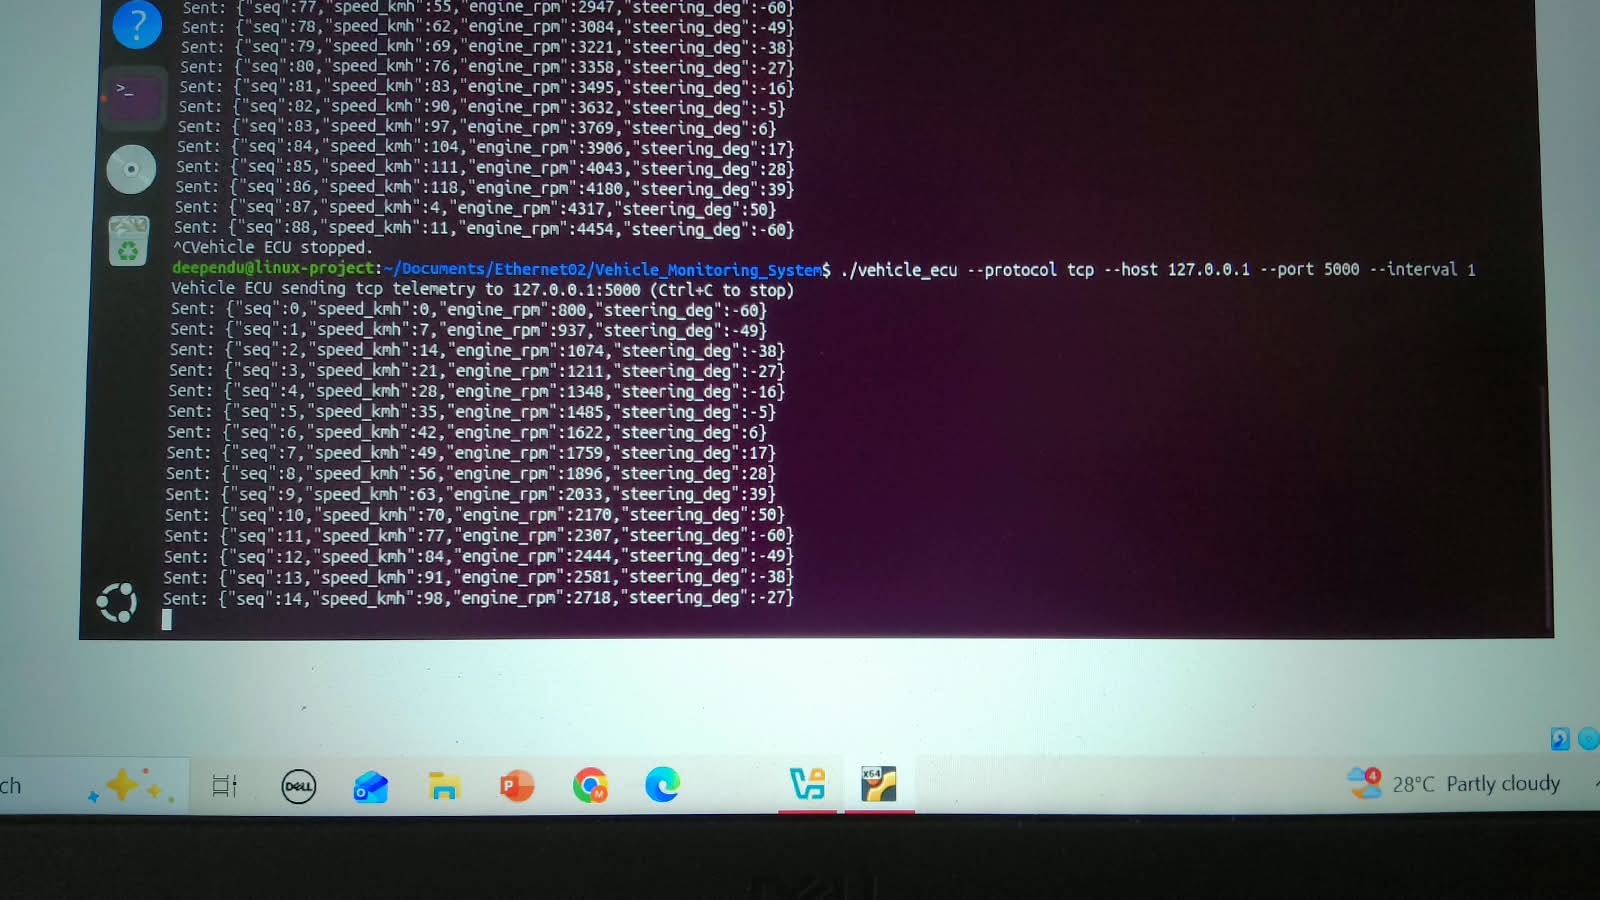 Sent: {"seq":77,"speed_kmh":55,"engine_rpm":2947,"steering_deg":-60}
Sent: {"seq":78,"speed_kmh":62,"engine_rpm":3084,"steering_deg":-49}
Sent: {"seq":79,"speed_kmh":69,"engine_rpm":3221,"steering_deg":-38}
Sent: {"seq":80,"speed_kmh":76,"engine_rpm":3358,"steering_deg":-27}
Sent: {"seq":81,"speed_kmh":83,"engine_rpm":3495,"steering_deg":-16}
Sent: {"seq":82,"speed_kmh":90,"engine_rpm":3632,"steering_deg":-5}
Sent: {"seq":83,"speed_kmh":97,"engine_rpm":3769,"steering_deg":6}
Sent: {"seq":84,"speed_kmh":104,"engine_rpm":3906,"steering_deg":17}
Sent: {"seq":85,"speed_kmh":111,"engine_rpm":4043,"steering_deg":28}
Sent: {"seq":86,"speed_kmh":118,"engine_rpm":4180,"steering_deg":39}
Sent: {"seq":87,"speed_kmh":4,"engine_rpm":4317,"steering_deg":50}
Sent: {"seq":88,"speed_kmh":11,"engine_rpm":4454,"steering_deg":-60}
^CVehicle ECU stopped.
deependu@linux-project:~/Documents/Ethernet02/Vehicle_Monitoring_System$ ./vehicle_ecu --protocol tcp --host 127.0.0.1 --port 5000 --interval 1
Vehicle ECU sending tcp telemetry to 127.0.0.1:5000 (Ctrl+C to stop)
Sent: {"seq":0,"speed_kmh":0,"engine_rpm":800,"steering_deg":-60}
Sent: {"seq":1,"speed_kmh":7,"engine_rpm":937,"steering_deg":-49}
Sent: {"seq":2,"speed_kmh":14,"engine_rpm":1074,"steering_deg":-38}
Sent: {"seq":3,"speed_kmh":21,"engine_rpm":1211,"steering_deg":-27}
Sent: {"seq":4,"speed_kmh":28,"engine_rpm":1348,"steering_deg":-16}
Sent: {"seq":5,"speed_kmh":35,"engine_rpm":1485,"steering_deg":-5}
Sent: {"seq":6,"speed_kmh":42,"engine_rpm":1622,"steering_deg":6}
Sent: {"seq":7,"speed_kmh":49,"engine_rpm":1759,"steering_deg":17}
Sent: {"seq":8,"speed_kmh":56,"engine_rpm":1896,"steering_deg":28}
Sent: {"seq":9,"speed_kmh":63,"engine_rpm":2033,"steering_deg":39}
Sent: {"seq":10,"speed_kmh":70,"engine_rpm":2170,"steering_deg":50}
Sent: {"seq":11,"speed_kmh":77,"engine_rpm":2307,"steering_deg":-60}
Sent: {"seq":12,"speed_kmh":84,"engine_rpm":2444,"steering_deg":-49}
Sent: {"seq":13,"speed_kmh":91,"engine_rpm":2581,"steering_deg":-38}
Sent: {"seq":14,"speed_kmh":98,"engine_rpm":2718,"steering_deg":-27}
ch
DELL
x64
4
28°C Partly cloudy
DELL